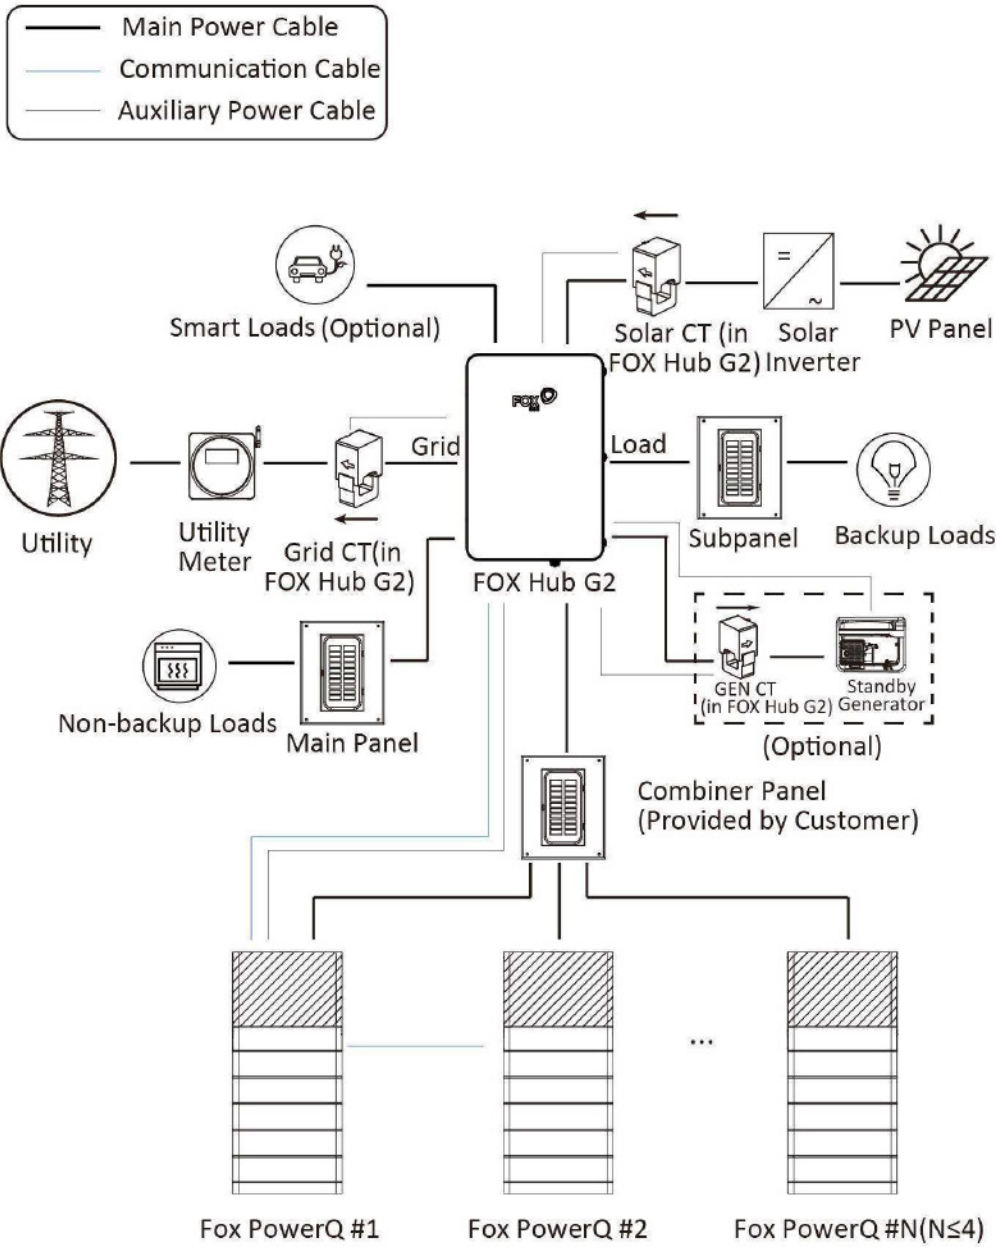 Main Power Cable
Communication Cable
Auxiliary Power Cable
Smart Loads (Optional)
Solar CT (in
FOX Hub G2)
Solar
Inverter
PV Panel
FOX
Utility
Utility
Meter
Grid
Grid CT(in
FOX Hub G2)
FOX Hub G2
Load
Subpanel
Backup Loads
Non-backup Loads
Main Panel
GEN CT
(in FOX Hub G2)
Standby
Generator
(Optional)
Combiner Panel
(Provided by Customer)
...
Fox PowerQ #1
Fox PowerQ #2
Fox PowerQ #N(N≤4)